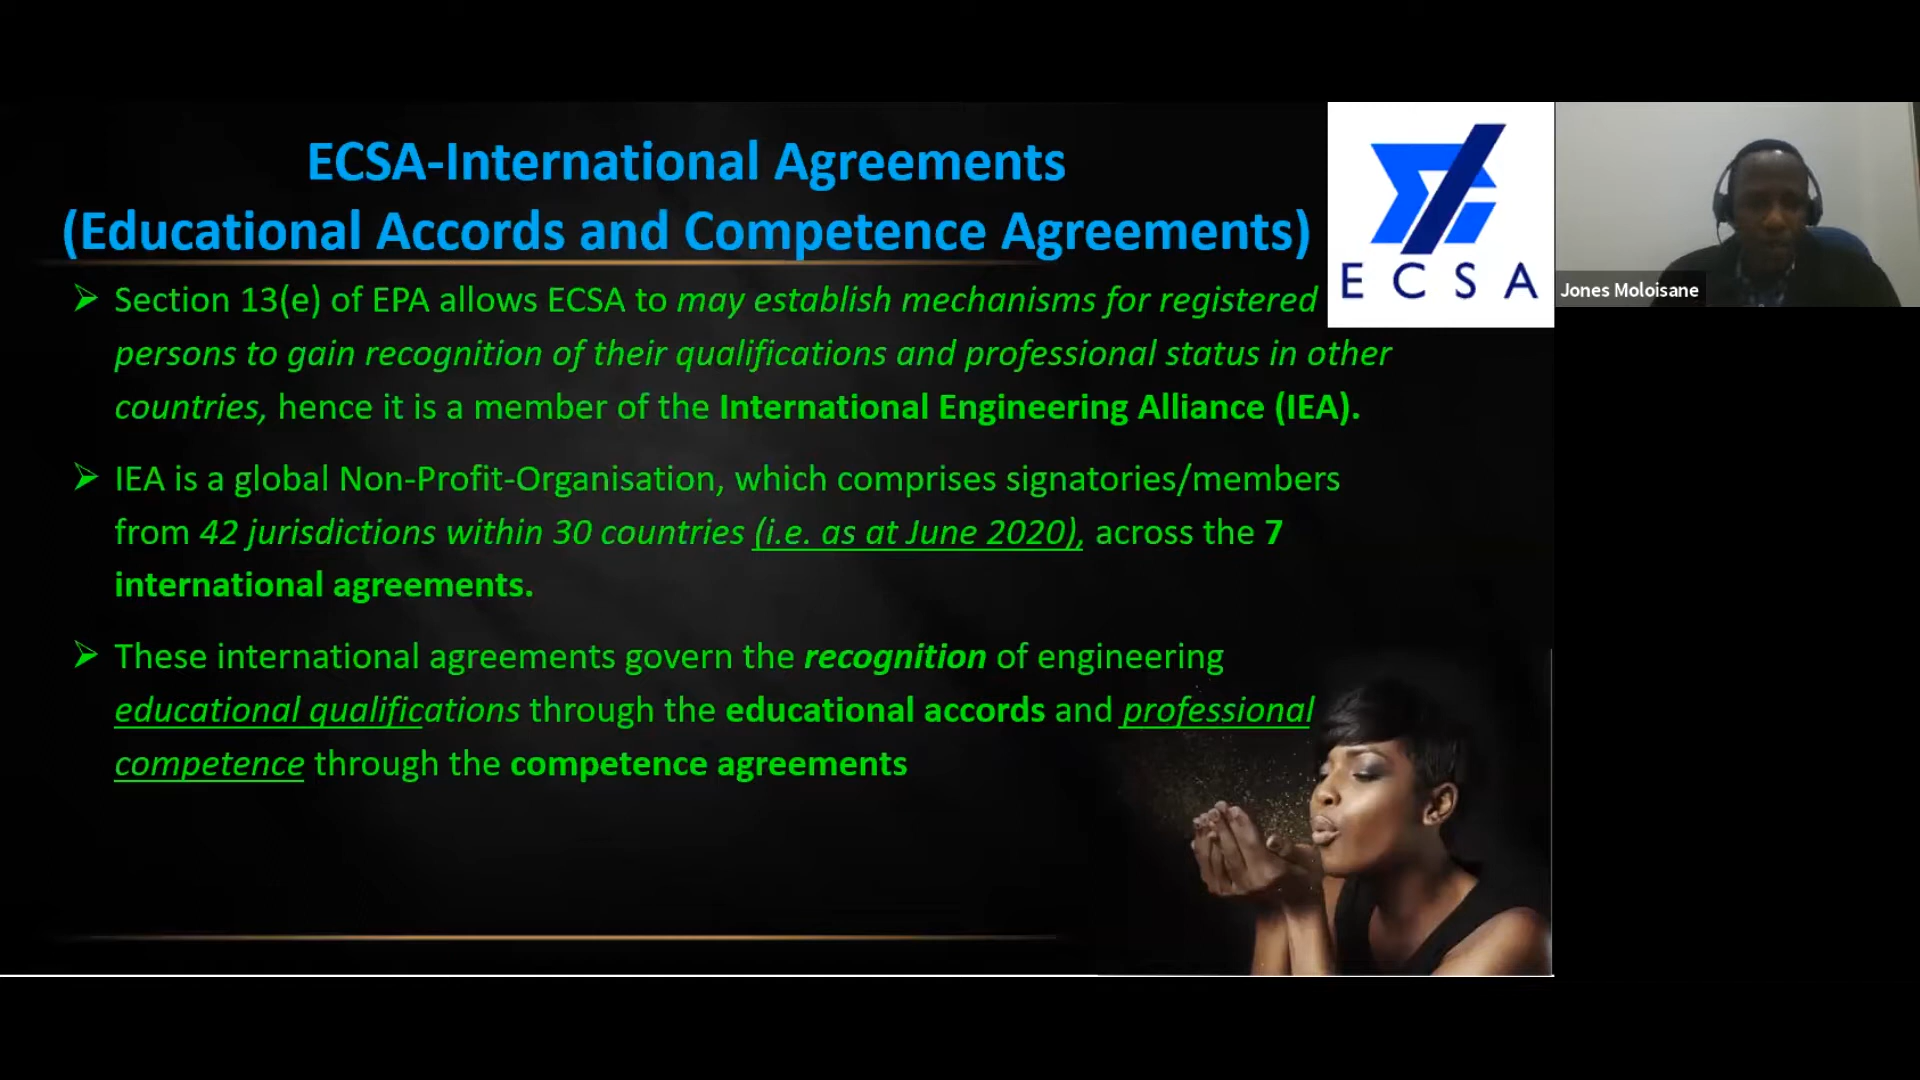 ECSA-International Agreements
(Educational Accords and Competence Agreements)
E C S A
Jones Moloisane
Section 13(e) of EPA allows ECSA to may establish mechanisms for registered
persons to gain recognition of their qualifications and professional status in other
countries, hence it is a member of the International Engineering Alliance (IEA).
IEA is a global Non-Profit-Organisation, which comprises signatories/members
from 42 jurisdictions within 30 countries (i.e. as at June 2020), across the 7
international agreements.
These international agreements govern the recognition of engineering
educational qualifications through the educational accords and professional
competence through the competence agreements